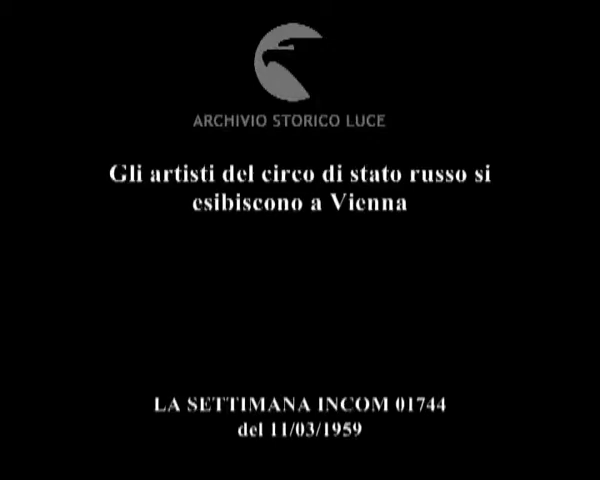 ARCHIVIO STORICO LUCE
Gli artisti del circo di stato russo si
esibiscono a Vienna
LA SETTIMANA INCOM 01744
del 11/03/1959